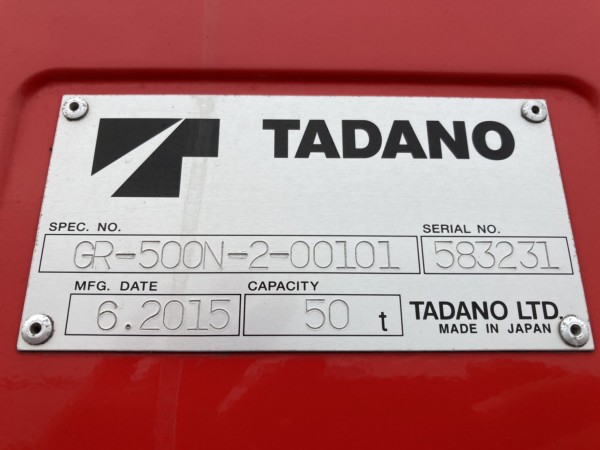 TADANO
SPEC. NO. SERIAL NO.
GR-500N-2-00101 583231
MFG. DATE CAPACITY
6.2015 50 t TADANO LTD.
MADE IN JAPAN